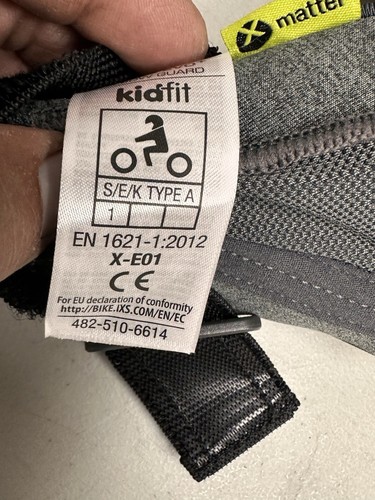 matter
GUARD
kidfit
S/E/K TYPE A
1
EN 1621-1:2012
X-E01
CE
For EU declaration of conformity
http://BIKE.IXS.COM/EN/EC
482-510-6614